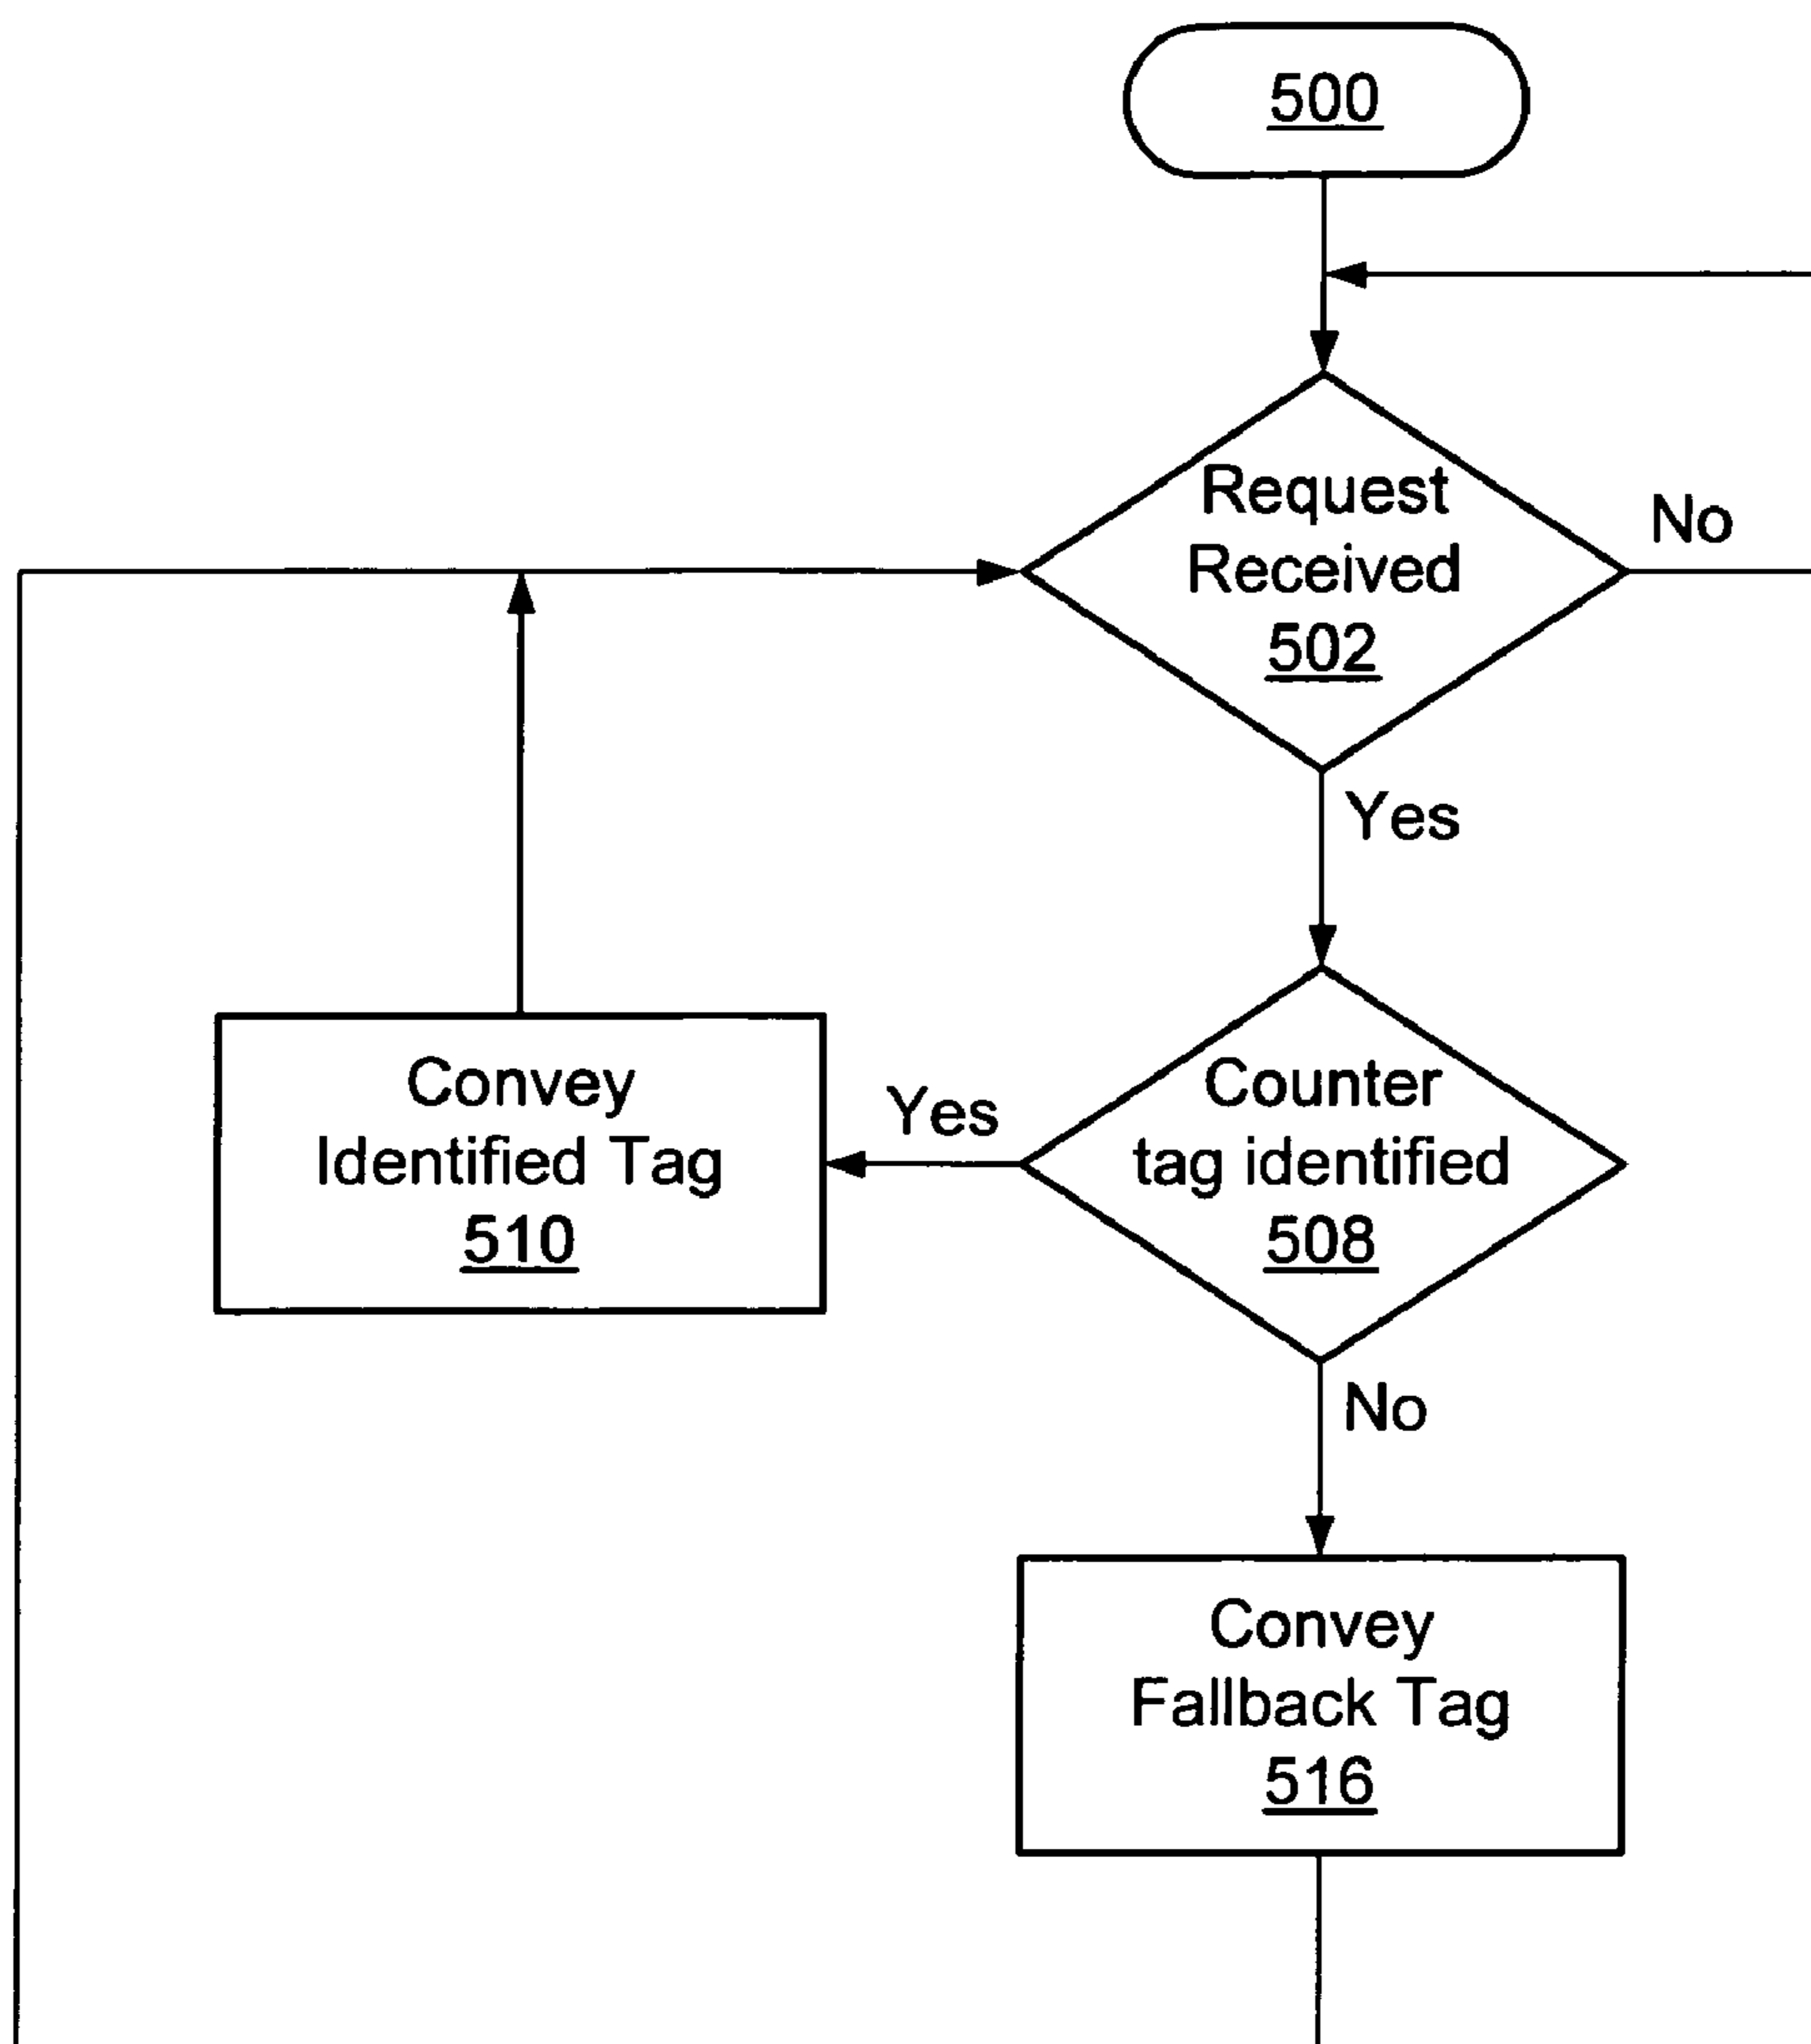 500
Request
Received
502
No
Yes
Counter
tag identified
508
Yes
Convey
Identified Tag
510
No
Convey
Fallback Tag
516